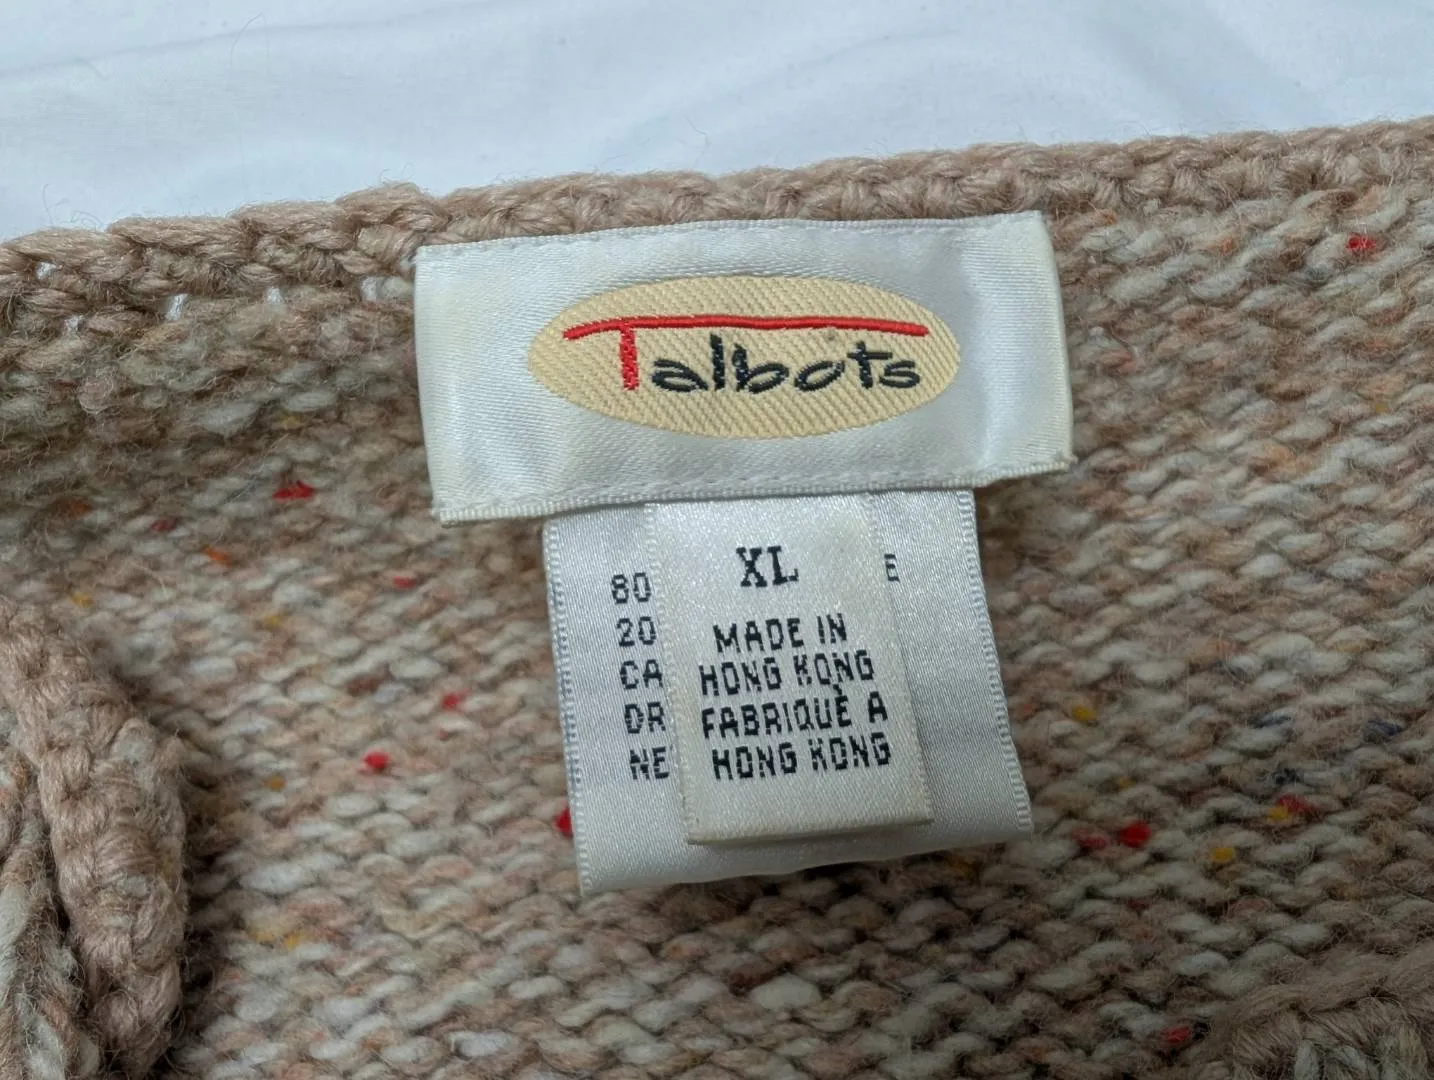 Talbots
XL
MADE IN
HONG KONG
FABRIQUÈ A
HONG KONG
80
E
20
CA
DR
NE